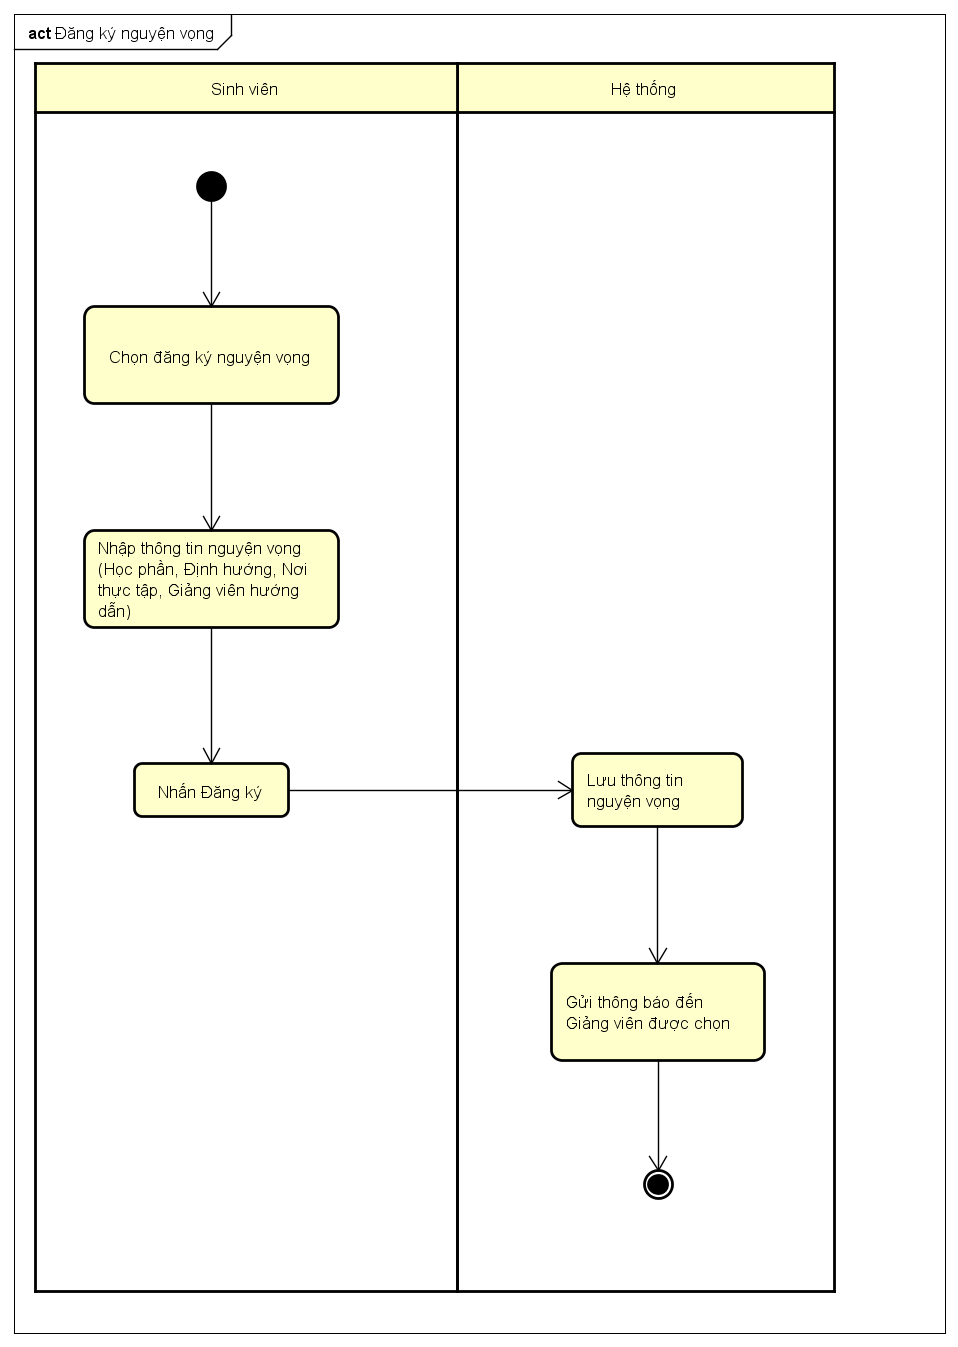 act Đăng ký nguyện vọng
Sinh viên
Hệ thống
Chọn đăng ký nguyện vọng
Nhập thông tin nguyện vọng
(Học phần, Định hướng, Nơi
thực tập, Giảng viên hướng
dẫn)
Nhấn Đăng ký
Lưu thông tin
nguyện vọng
Gửi thông báo đến
Giảng viên được chọn